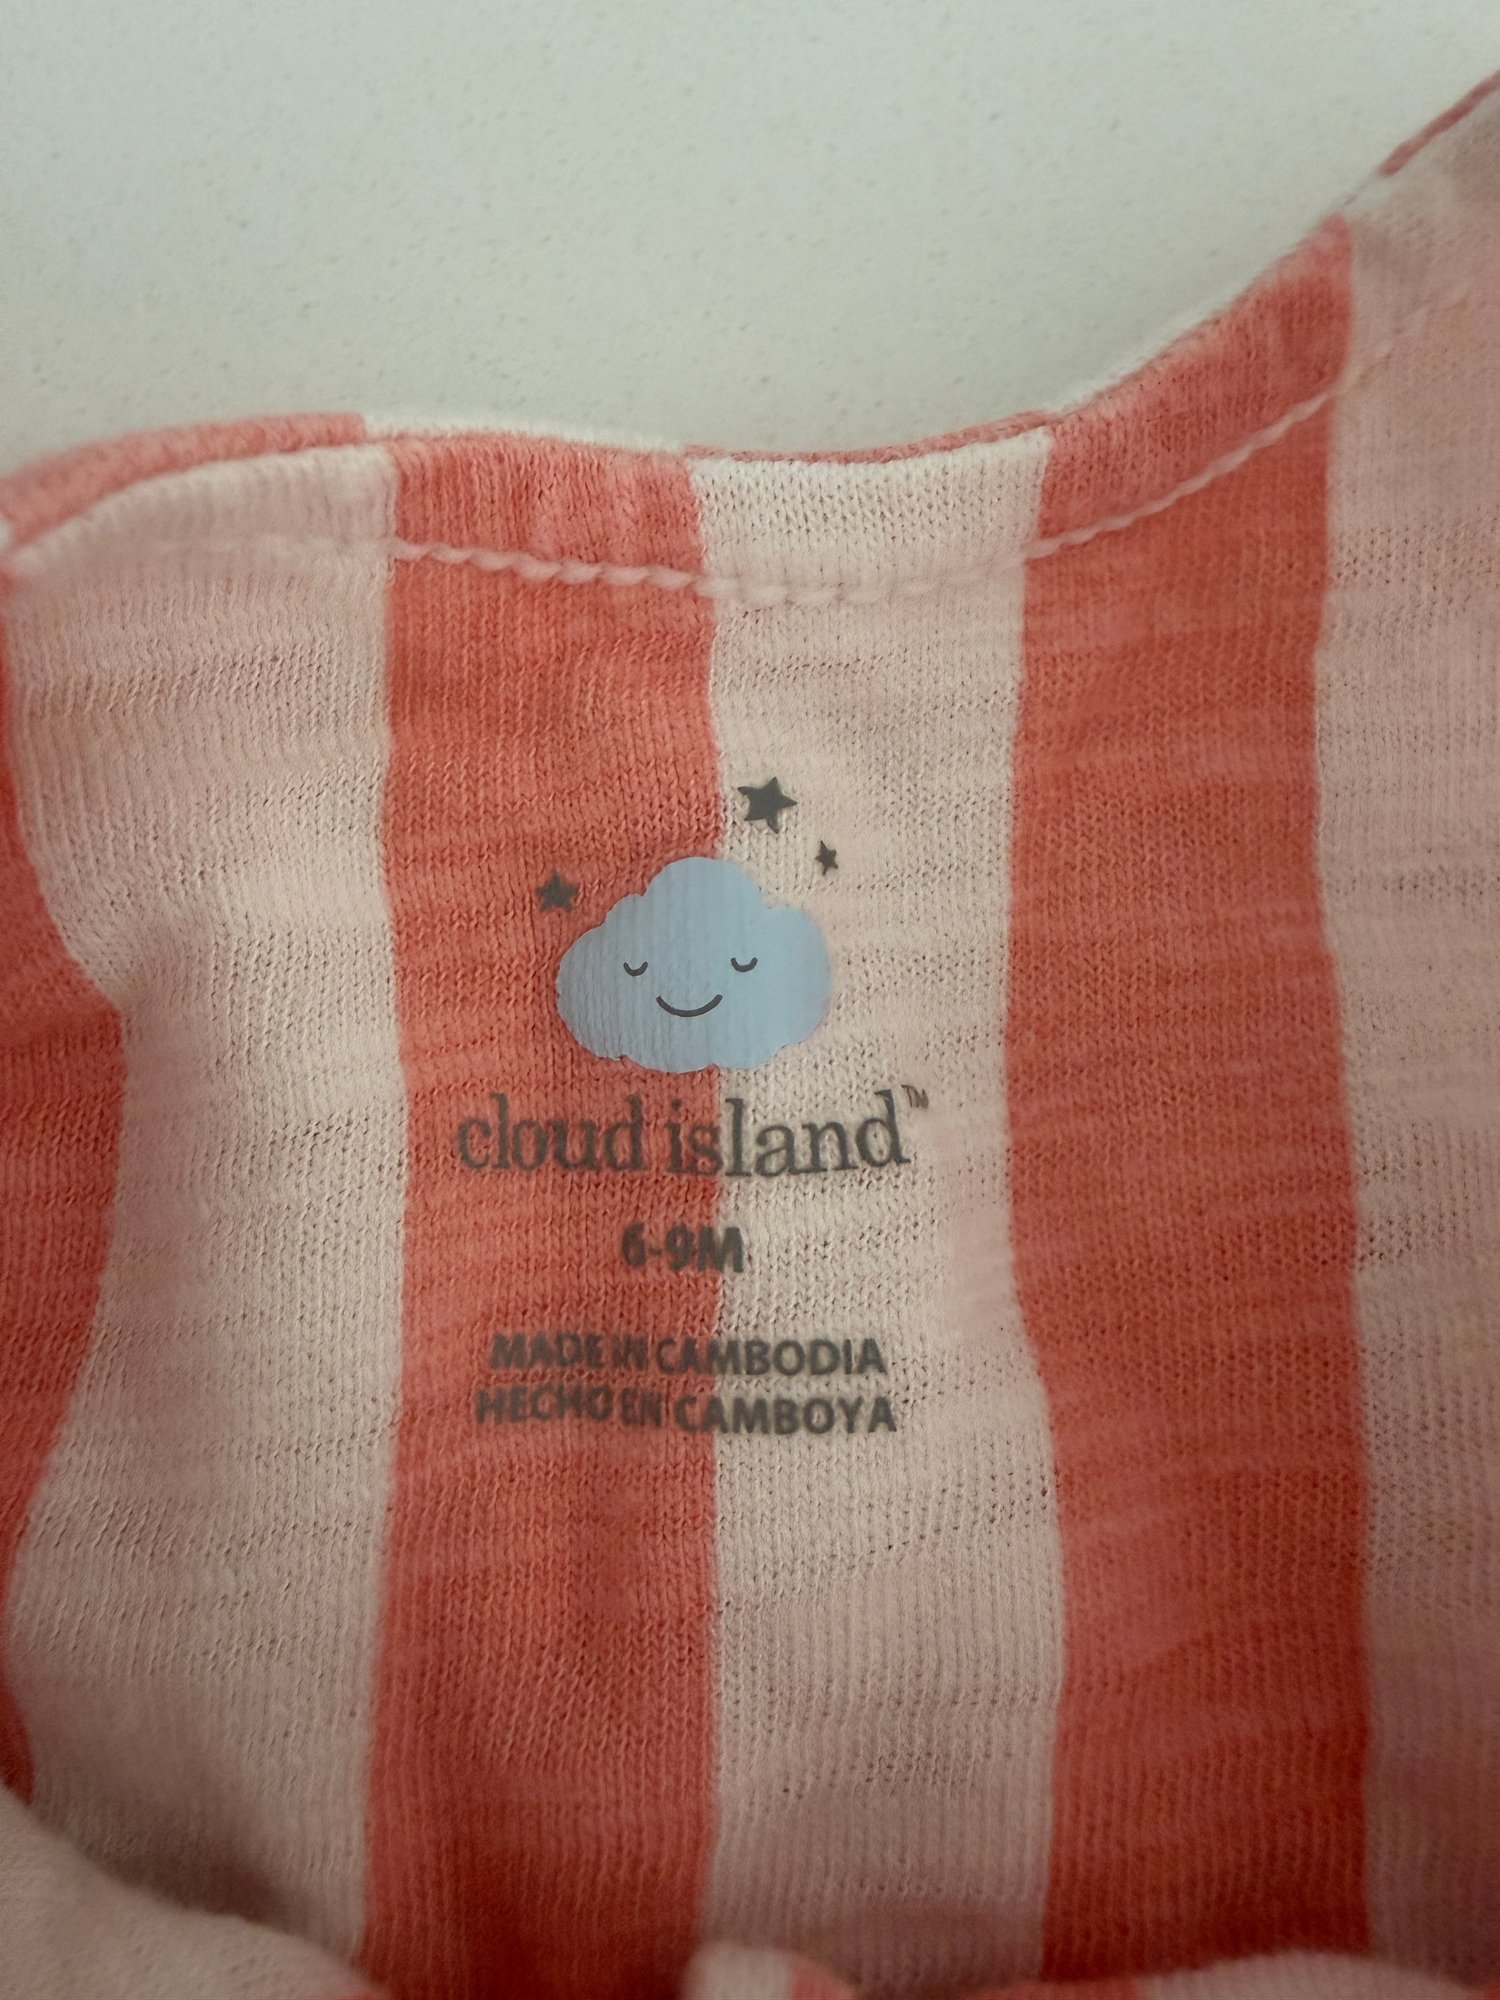 cloud island™
6-9M
MADE IN CAMBODIA
HECHO EN CAMBOYA